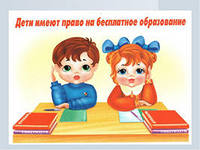 Дети имеют право на бесплатное образование